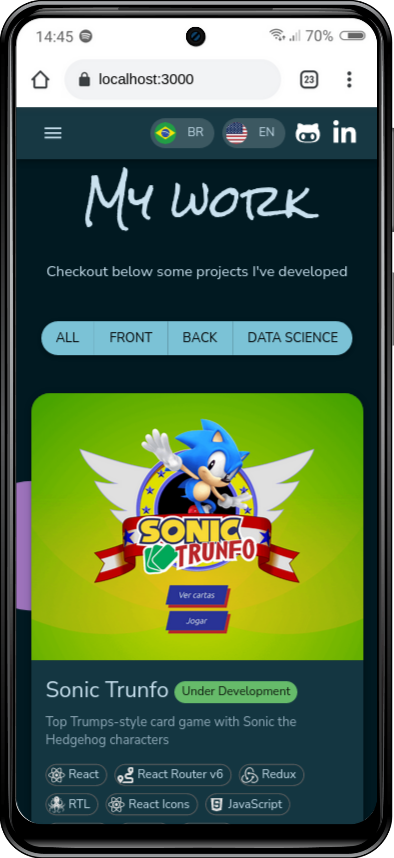 14:45 70%
localhost:3000 23
BR EN in
My work
Checkout below some projects I've developed
ALL FRONT BACK DATA SCIENCE
SONIC
TRUNFO
Ver cartas
Jogar
Sonic Trunfo Under Development
Top Trumps-style card game with Sonic the
Hedgehog characters
React React Router v6 Redux
RTL React Icons JavaScript